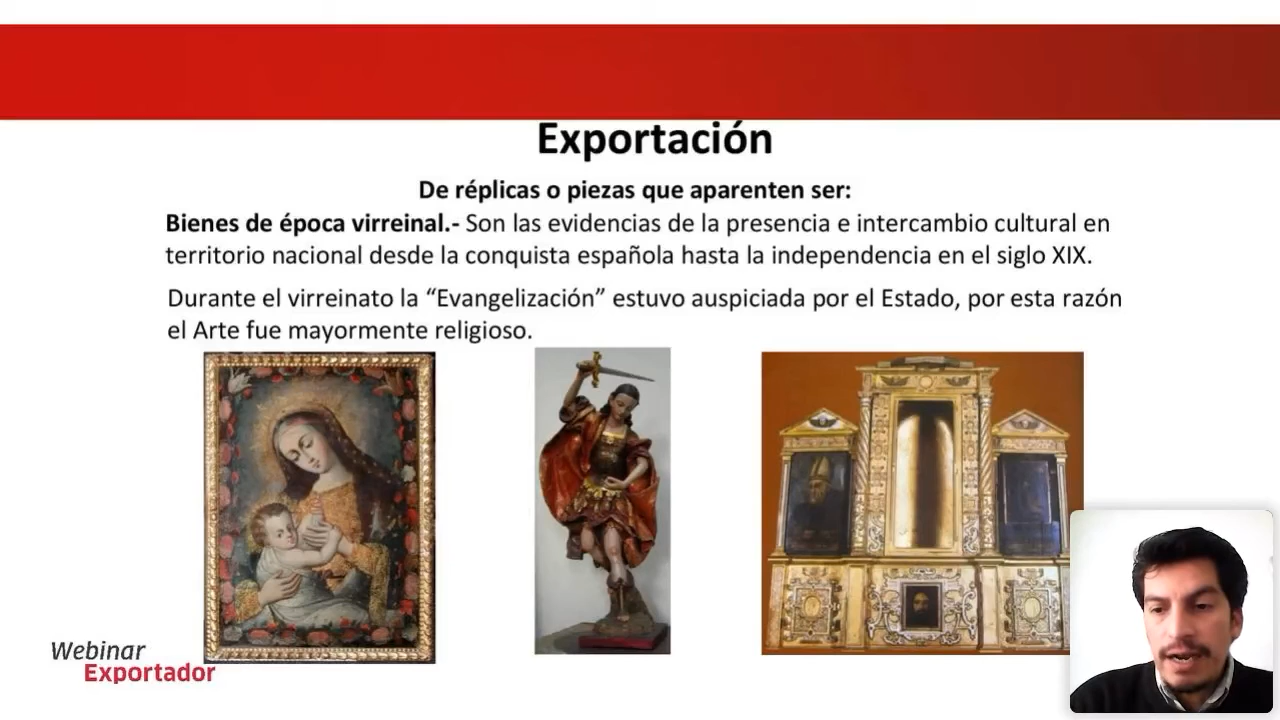 Exportación
De réplicas o piezas que aparenten ser:
Bienes de época virreinal.- Son las evidencias de la presencia e intercambio cultural en
territorio nacional desde la conquista española hasta la independencia en el siglo XIX.
Durante el virreinato la “Evangelización” estuvo auspiciada por el Estado, por esta razón
el Arte fue mayormente religioso.
Webinar
Exportador